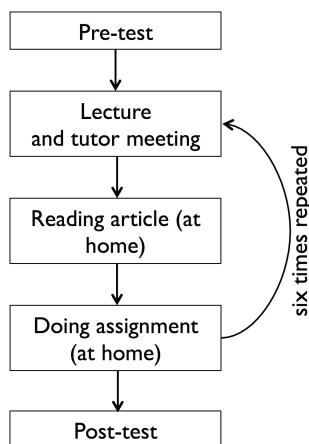 Pre-test
Lecture
and tutor meeting
Reading article (at
home)
Doing assignment
(at home)
six times repeated
Post-test